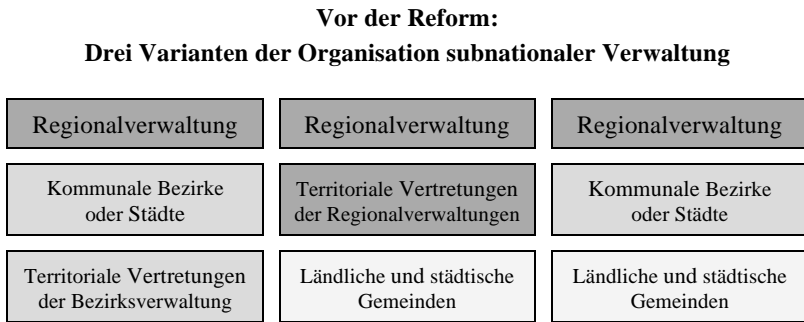 Vor der Reform:
Drei Varianten der Organisation subnationaler Verwaltung
Regionalverwaltung
Regionalverwaltung
Regionalverwaltung
Kommunale Bezirke
oder Städte
Territoriale Vertretungen
der Regionalverwaltungen
Kommunale Bezirke
oder Städte
Territoriale Vertretungen
der Bezirksverwaltung
Ländliche und städtische
Gemeinden
Ländliche und städtische
Gemeinden